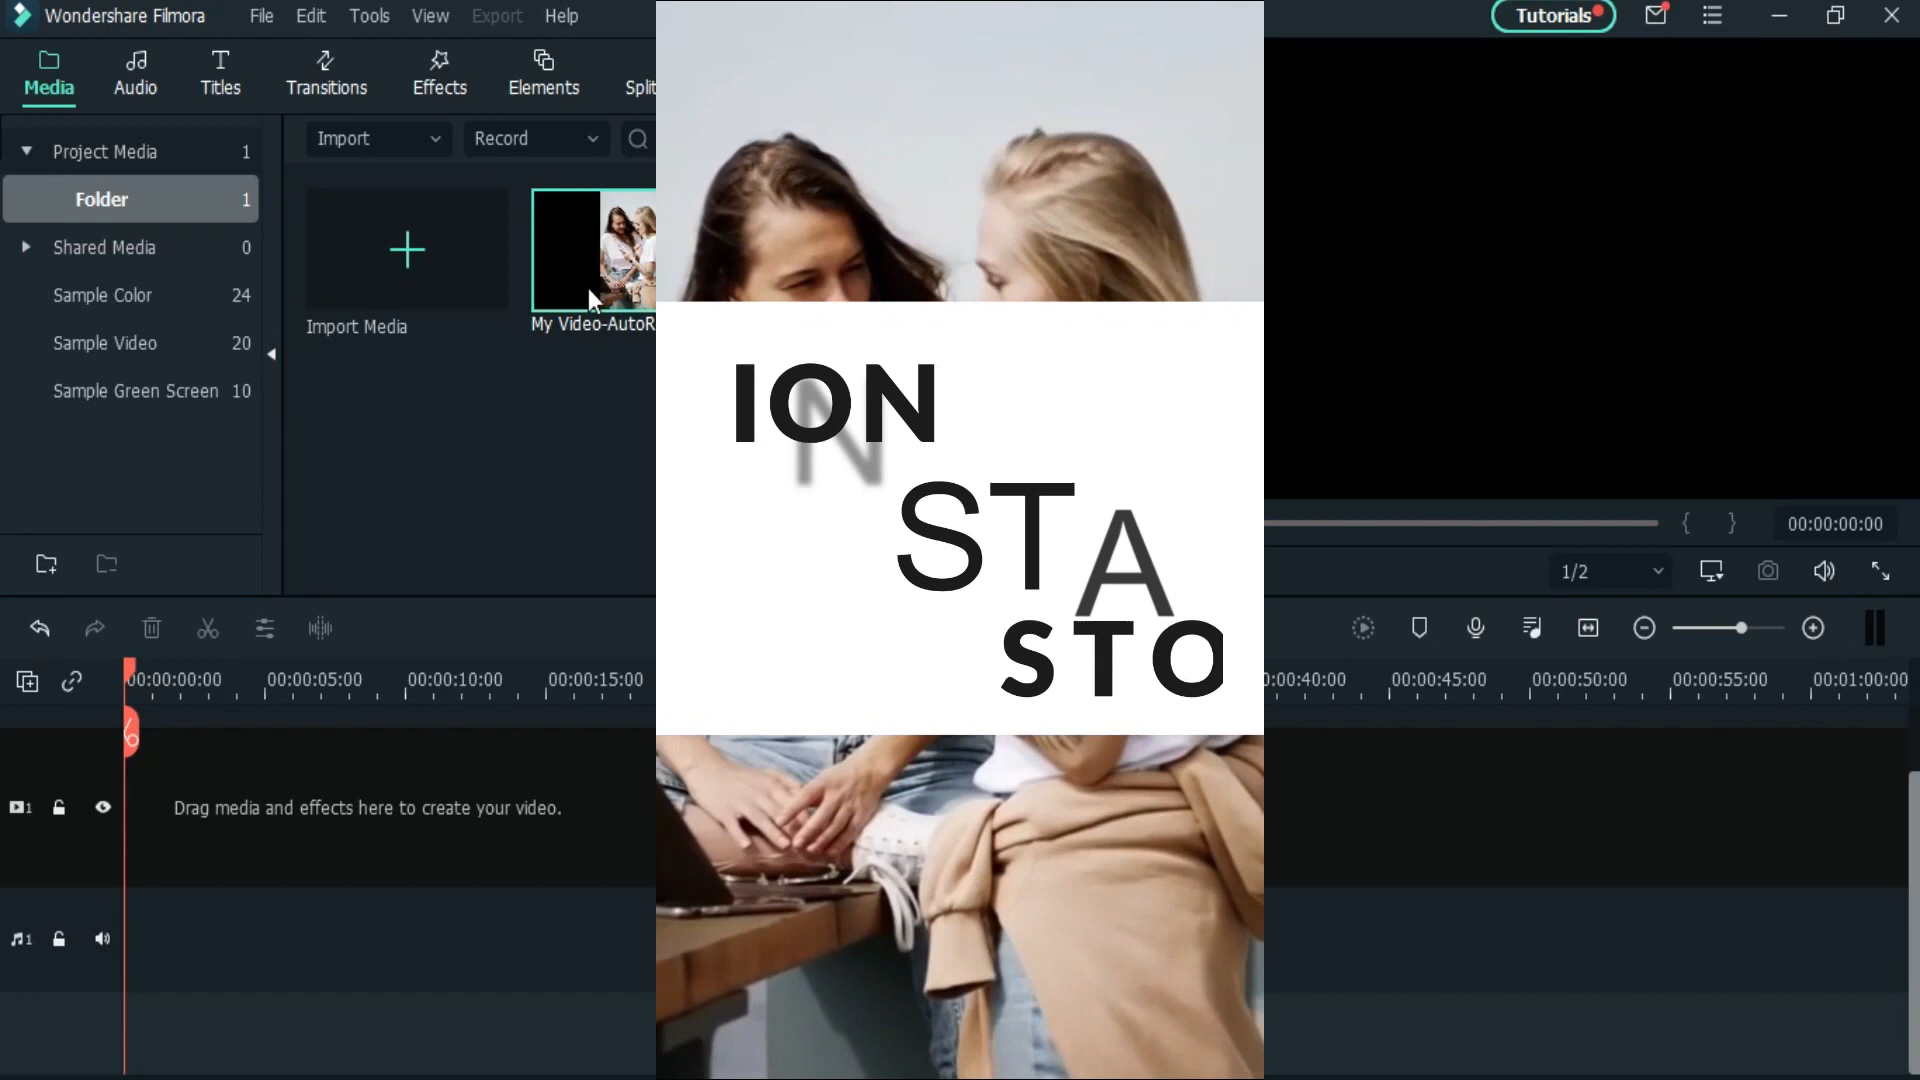 Wondershare Filmora File Edit Tools View Export Help Tutorials
Media Audio Titles Transitions Effects Elements Split
Import Record
Project Media 1
Folder 1
Shared Media 0
Sample Color 24
Sample Video 20
Sample Green Screen 10
Import Media
My Video-AutoR
ION
N
STA
STO
{ } 00:00:00:00
1/2
00:00:00:00 00:00:05:00 00:00:10:00 00:00:15:00 0:00:40:00 00:00:45:00 00:00:50:00 00:00:55:00 00:01:00:00
1 Drag media and effects here to create your video.
1